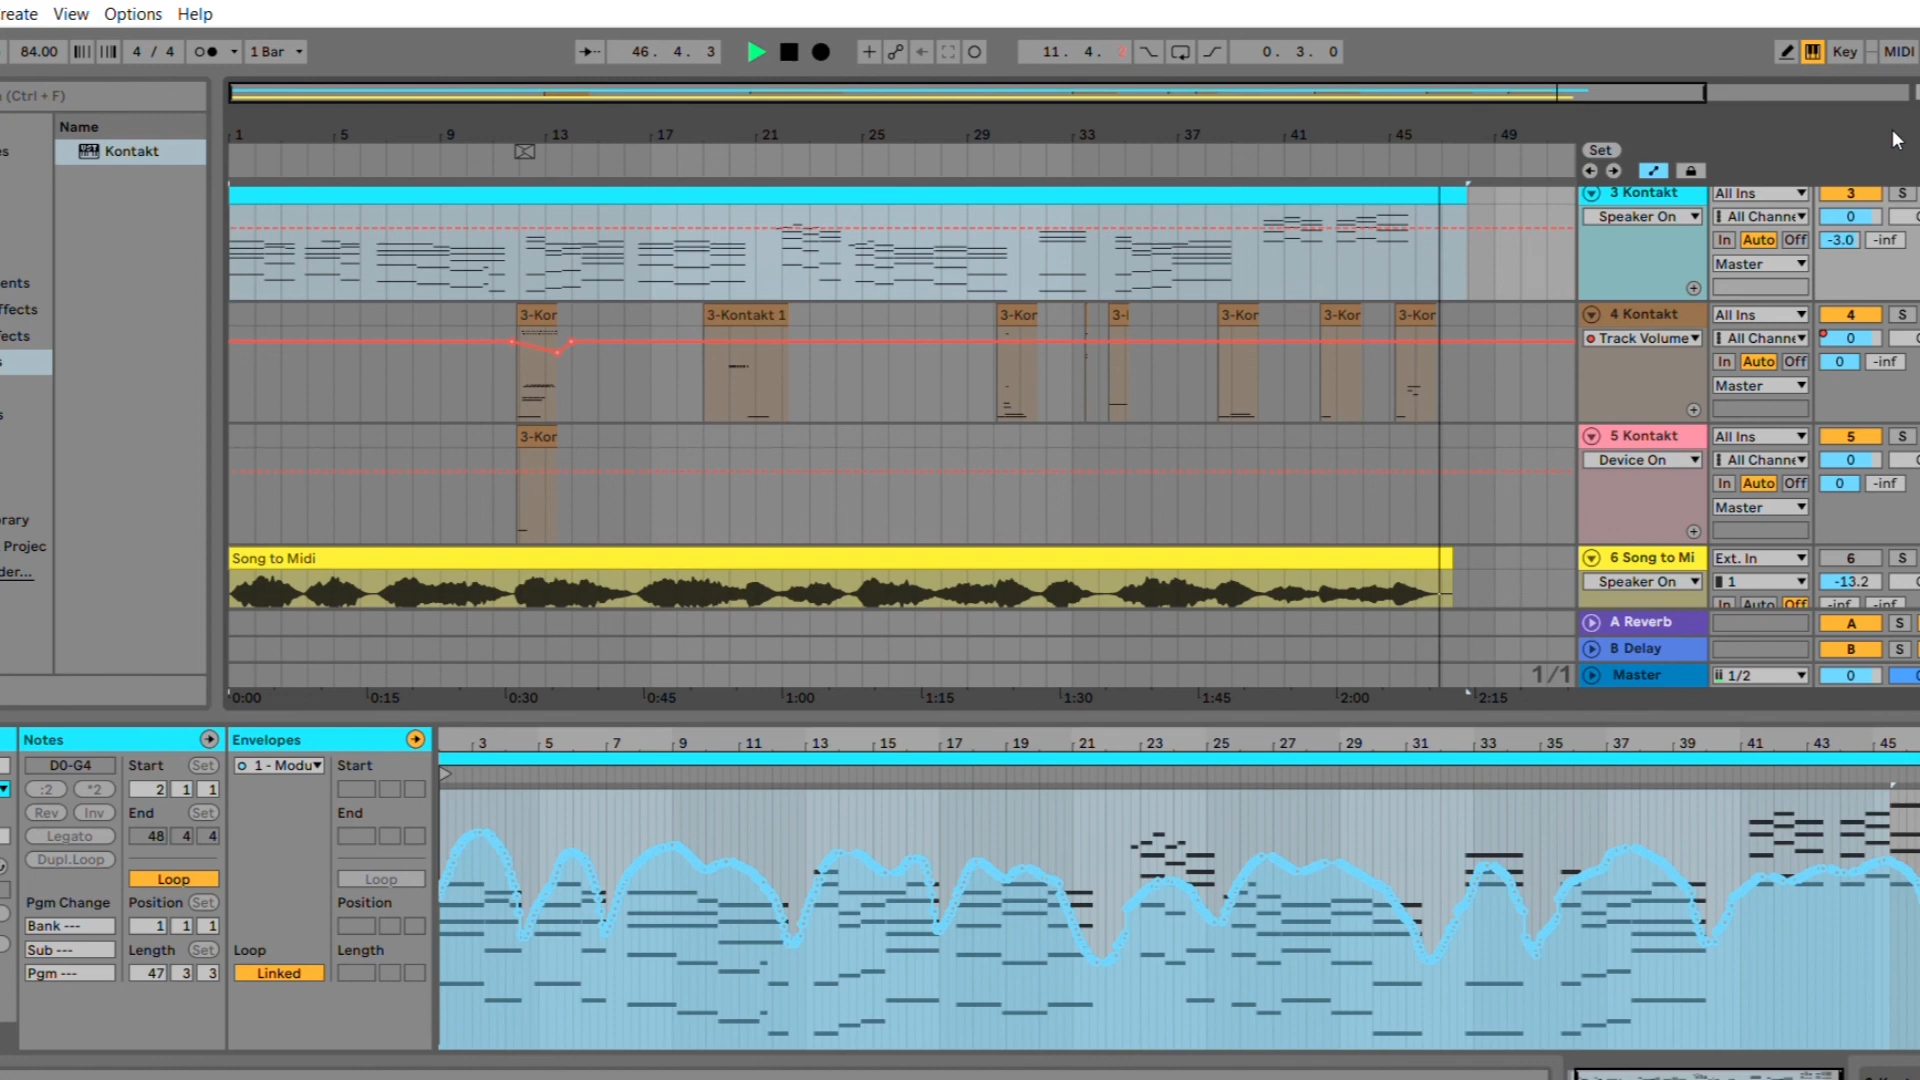 reate View Options Help
84.00 4 / 4 1 Bar 46. 4. 3 11. 4. 3 0. 3. 0 Key MIDI
(Ctrl + F)
Name
Kontakt
es
ents
ffects
fects
s
s
rary
Projec
der...
1 5 9 13 17 21 25 29 33 37 41 45 49
Set
3 Kontakt All Ins 3 S
Speaker On All Channe 0
In Auto Off -3.0 -inf
Master
3-Kor 3-Kontakt 1 3-Kor 3-I 3-Kor 3-Kor 3-Kor
4 Kontakt All Ins 4 S
Track Volume All Channe 0
In Auto Off 0 -inf
Master
3-Kor
5 Kontakt All Ins 5 S
Device On All Channe 0
In Auto Off 0 -inf
Master
Song to Midi
6 Song to Mi Ext. In 6 S
Speaker On 1 -13.2
In Auto Off -inf -inf
A Reverb A S
B Delay B S
1/1
Master 1/2 0
0:00 0:15 0:30 0:45 1:00 1:15 1:30 1:45 2:00 2:15
Notes
D0-G4 Start Set
:2 *2 2 1 1
Rev Inv End Set
Legato 48 4 4
Dupl.Loop
Loop
Pgm Change Position Set
Bank --- 1 1 1
Sub --- Length Set
Pgm --- 47 3 3
Envelopes
1 - Modu Start
End
Loop
Position
Loop Length
Linked
3 5 7 9 11 13 15 17 19 21 23 25 27 29 31 33 35 37 39 41 43 45